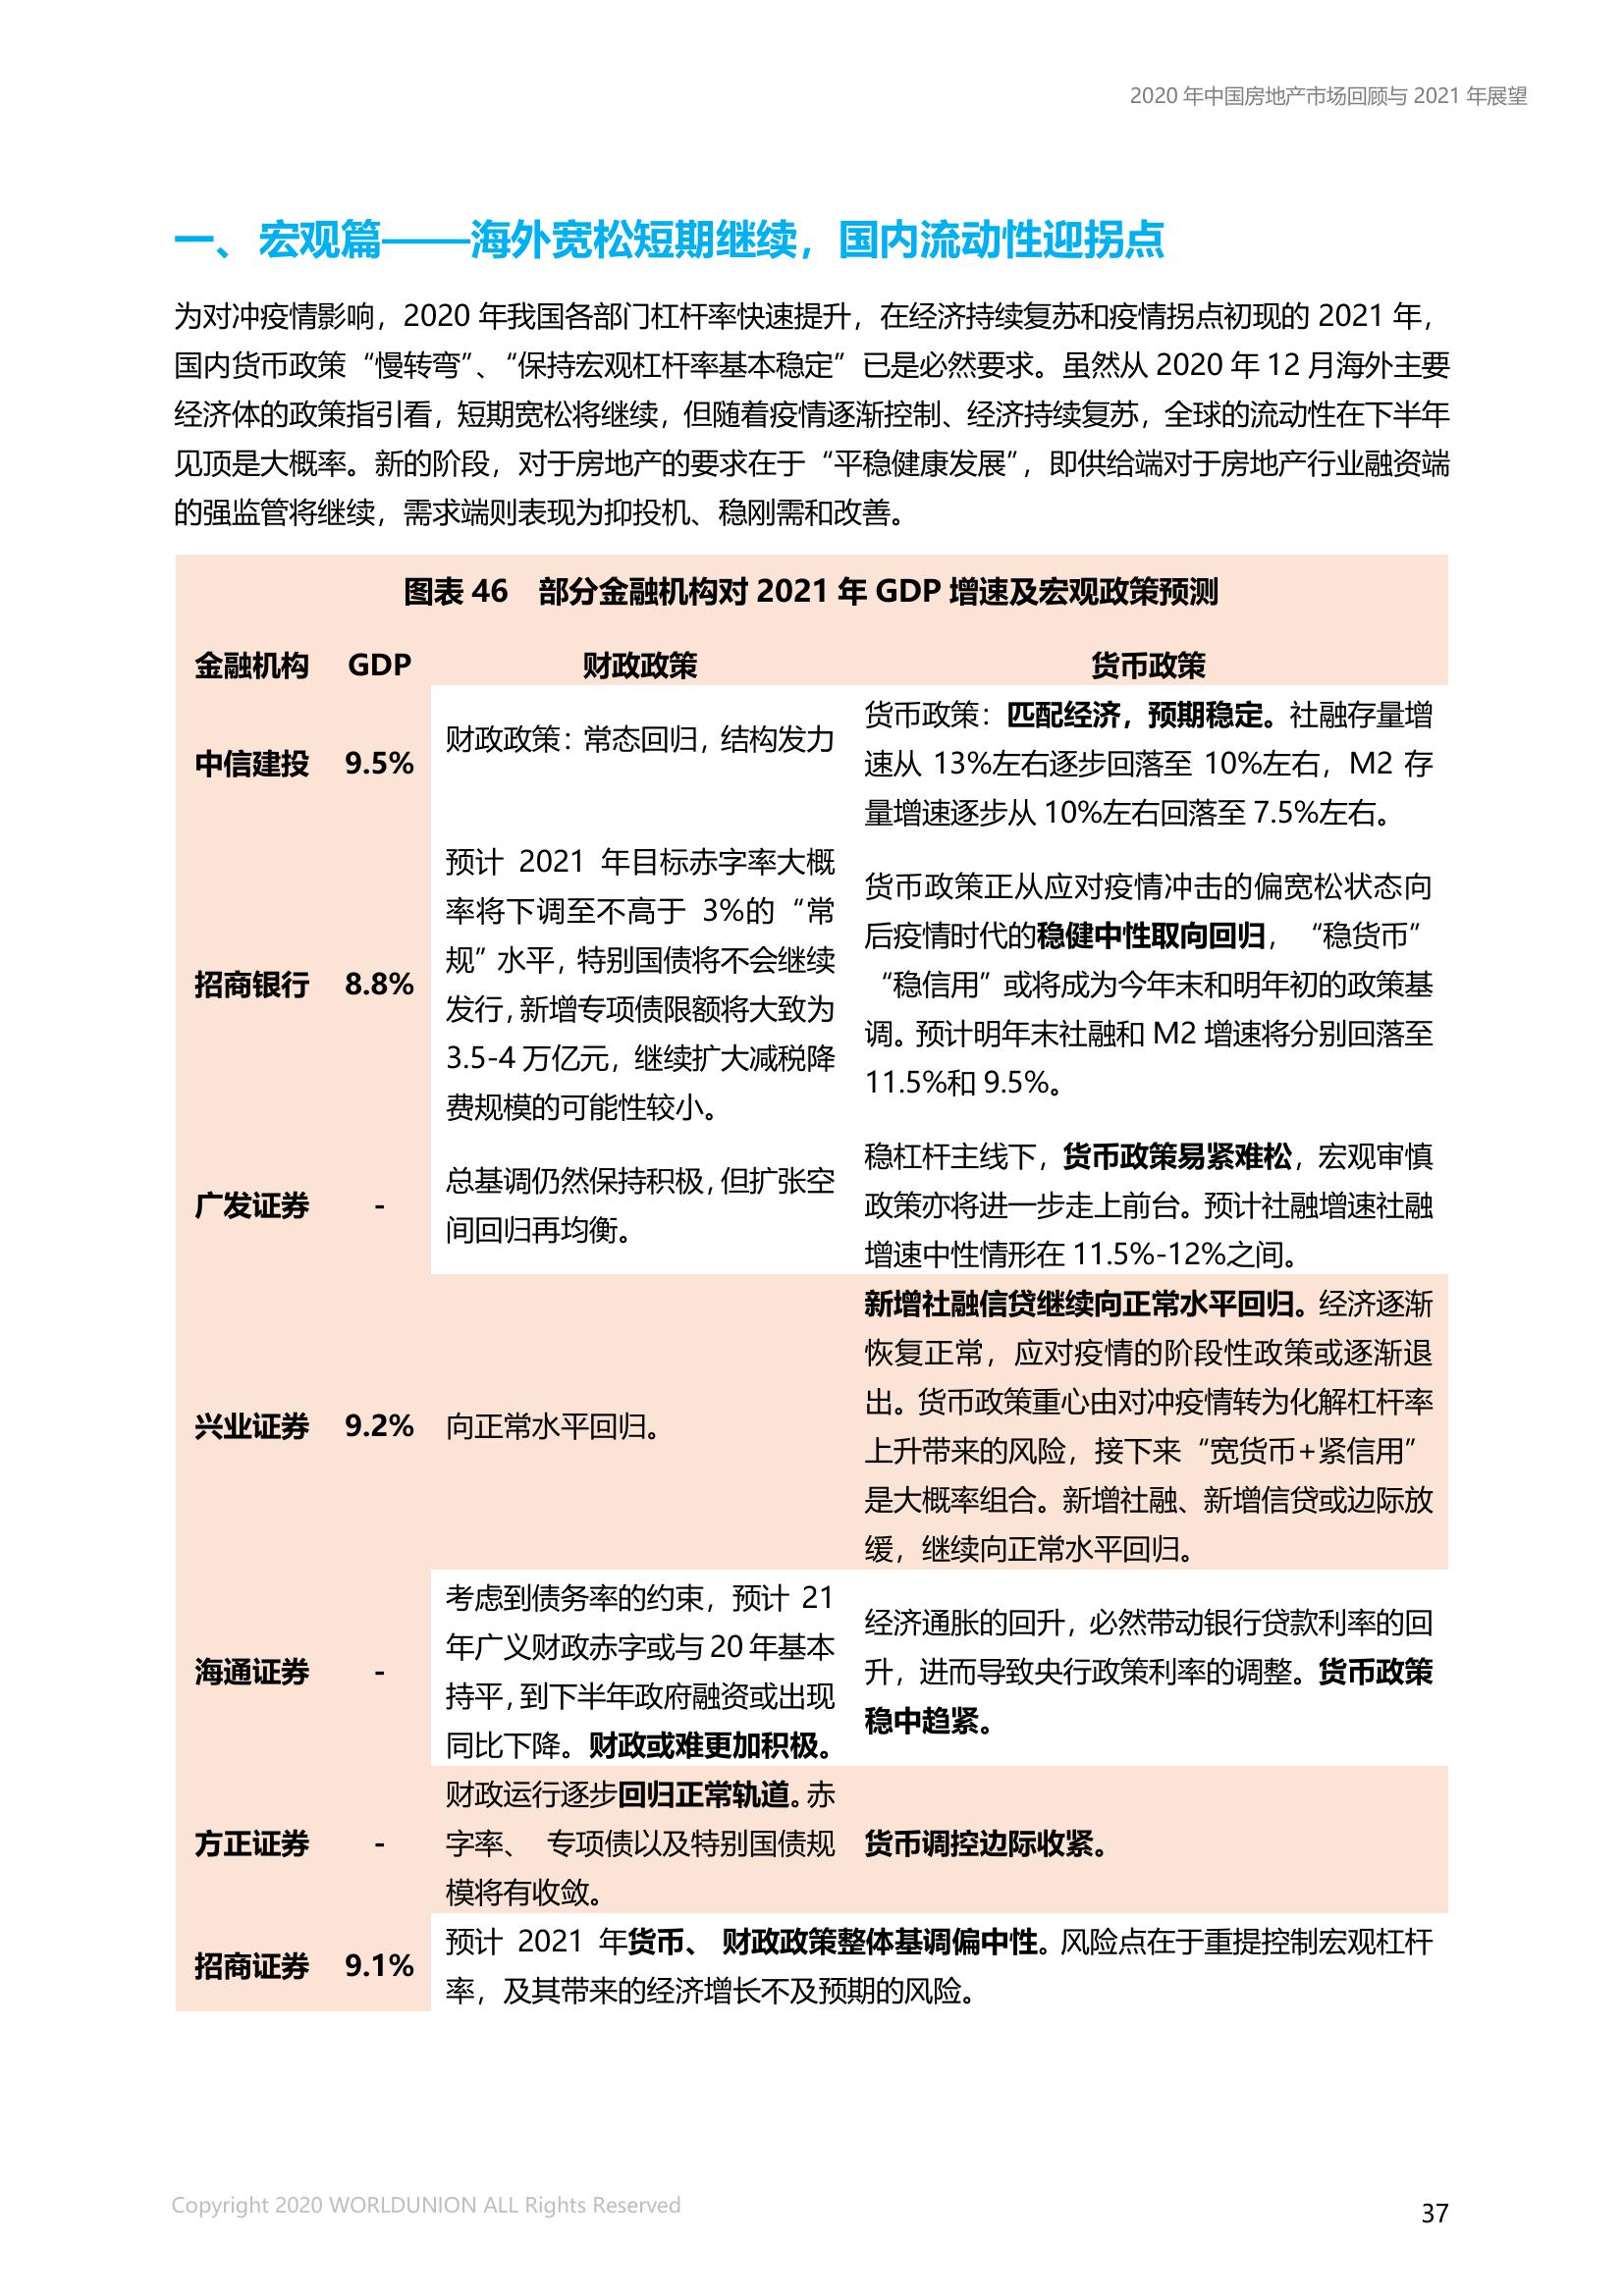 2020 年中国房地产市场回顾与 2021 年展望
一、 宏观篇——海外宽松短期继续，国内流动性迎拐点
为对冲疫情影响，2020 年我国各部门杠杆率快速提升，在经济持续复苏和疫情拐点初现的 2021 年，
国内货币政策“慢转弯”、“保持宏观杠杆率基本稳定”已是必然要求。虽然从 2020 年 12 月海外主要
经济体的政策指引看，短期宽松将继续，但随着疫情逐渐控制、经济持续复苏，全球的流动性在下半年
见顶是大概率。新的阶段，对于房地产的要求在于“平稳健康发展”，即供给端对于房地产行业融资端
的强监管将继续，需求端则表现为抑投机、稳刚需和改善。
图表 46 部分金融机构对 2021 年 GDP 增速及宏观政策预测
金融机构 GDP 财政政策 货币政策
中信建投 9.5%
财政政策：常态回归，结构发力
货币政策：匹配经济，预期稳定。社融存量增
速从 13%左右逐步回落至 10%左右，M2 存
量增速逐步从 10%左右回落至 7.5%左右。
招商银行 8.8%
预计 2021 年目标赤字率大概
率将下调至不高于 3%的“常
规”水平，特别国债将不会继续
发行，新增专项债限额将大致为
3.5-4 万亿元，继续扩大减税降
费规模的可能性较小。
货币政策正从应对疫情冲击的偏宽松状态向
后疫情时代的稳健中性取向回归，“稳货币”
“稳信用”或将成为今年末和明年初的政策基
调。预计明年末社融和 M2 增速将分别回落至
11.5%和 9.5%。
广发证券 -
总基调仍然保持积极，但扩张空
间回归再均衡。
稳杠杆主线下，货币政策易紧难松，宏观审慎
政策亦将进一步走上前台。预计社融增速社融
增速中性情形在 11.5%-12%之间。
兴业证券 9.2%
向正常水平回归。
新增社融信贷继续向正常水平回归。经济逐渐
恢复正常，应对疫情的阶段性政策或逐渐退
出。货币政策重心由对冲疫情转为化解杠杆率
上升带来的风险，接下来“宽货币+紧信用”
是大概率组合。新增社融、新增信贷或边际放
缓，继续向正常水平回归。
海通证券 -
考虑到债务率的约束，预计 21
年广义财政赤字或与 20 年基本
持平，到下半年政府融资或出现
同比下降。财政或难更加积极。
经济通胀的回升，必然带动银行贷款利率的回
升，进而导致央行政策利率的调整。货币政策
稳中趋紧。
方正证券 -
财政运行逐步回归正常轨道。赤
字率、 专项债以及特别国债规
模将有收敛。
货币调控边际收紧。
招商证券 9.1%
预计 2021 年货币、 财政政策整体基调偏中性。风险点在于重提控制宏观杠杆
率，及其带来的经济增长不及预期的风险。
Copyright 2020 WORLDUNION ALL Rights Reserved
37